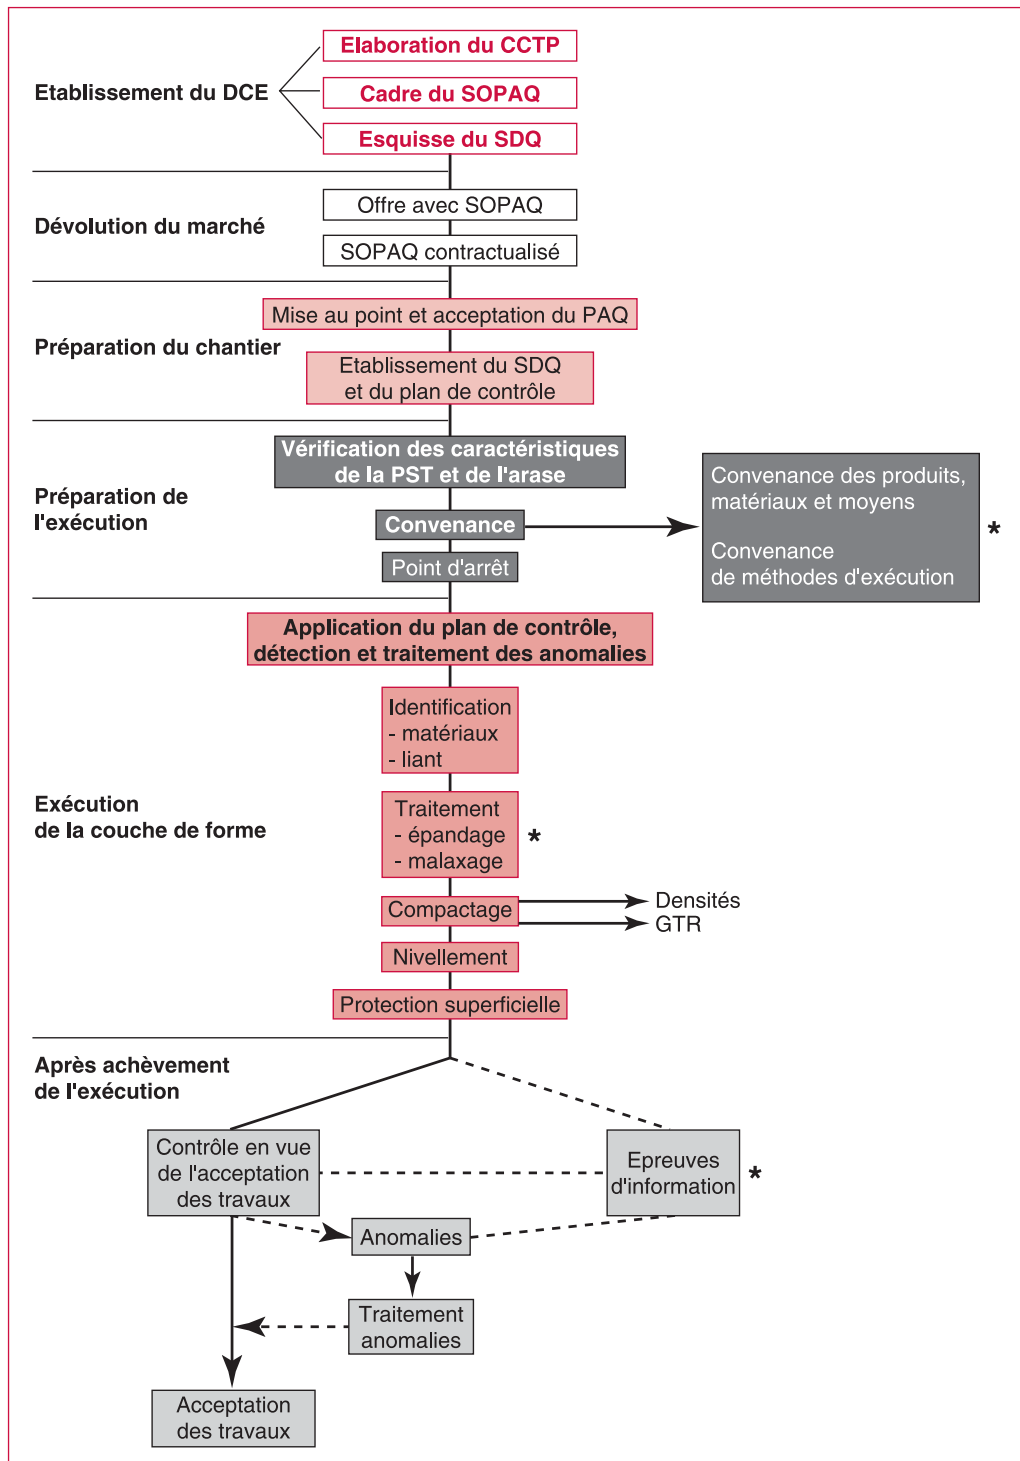 Elaboration du CCTP
Etablissement du DCE
Cadre du SOPAQ
Esquisse du SDQ
Dévolution du marché
Offre avec SOPAQ
SOPAQ contractualisé
Préparation du chantier
Mise au point et acceptation du PAQ
Etablissement du SDQ
et du plan de contrôle
Préparation de
l'exécution
Vérification des caractéristiques
de la PST et de l'arase
Convenance
Point d'arrêt
Convenance des produits,
matériaux et moyens
Convenance
de méthodes d'exécution
*
Exécution
de la couche de forme
Application du plan de contrôle,
détection et traitement des anomalies
Identification
- matériaux
- liant
Traitement
- épandage
- malaxage
*
Compactage
Densités
GTR
Nivellement
Protection superficielle
Après achèvement
de l'exécution
Contrôle en vue
de l'acceptation
des travaux
Epreuves
d'information
*
Anomalies
Traitement
anomalies
Acceptation
des travaux